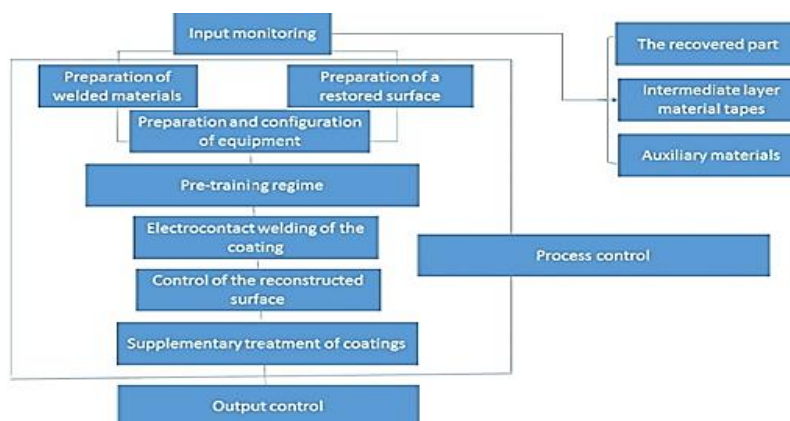 Input monitoring
The recovered part
Preparation of
welded materials
Preparation of a
restored surface
Intermediate layer
material tapes
Preparation and configuration
of equipment
Auxiliary materials
Pre-training regime
Electrocontact welding of the
coating
Process control
Control of the reconstructed
surface
Supplementary treatment of coatings
Output control